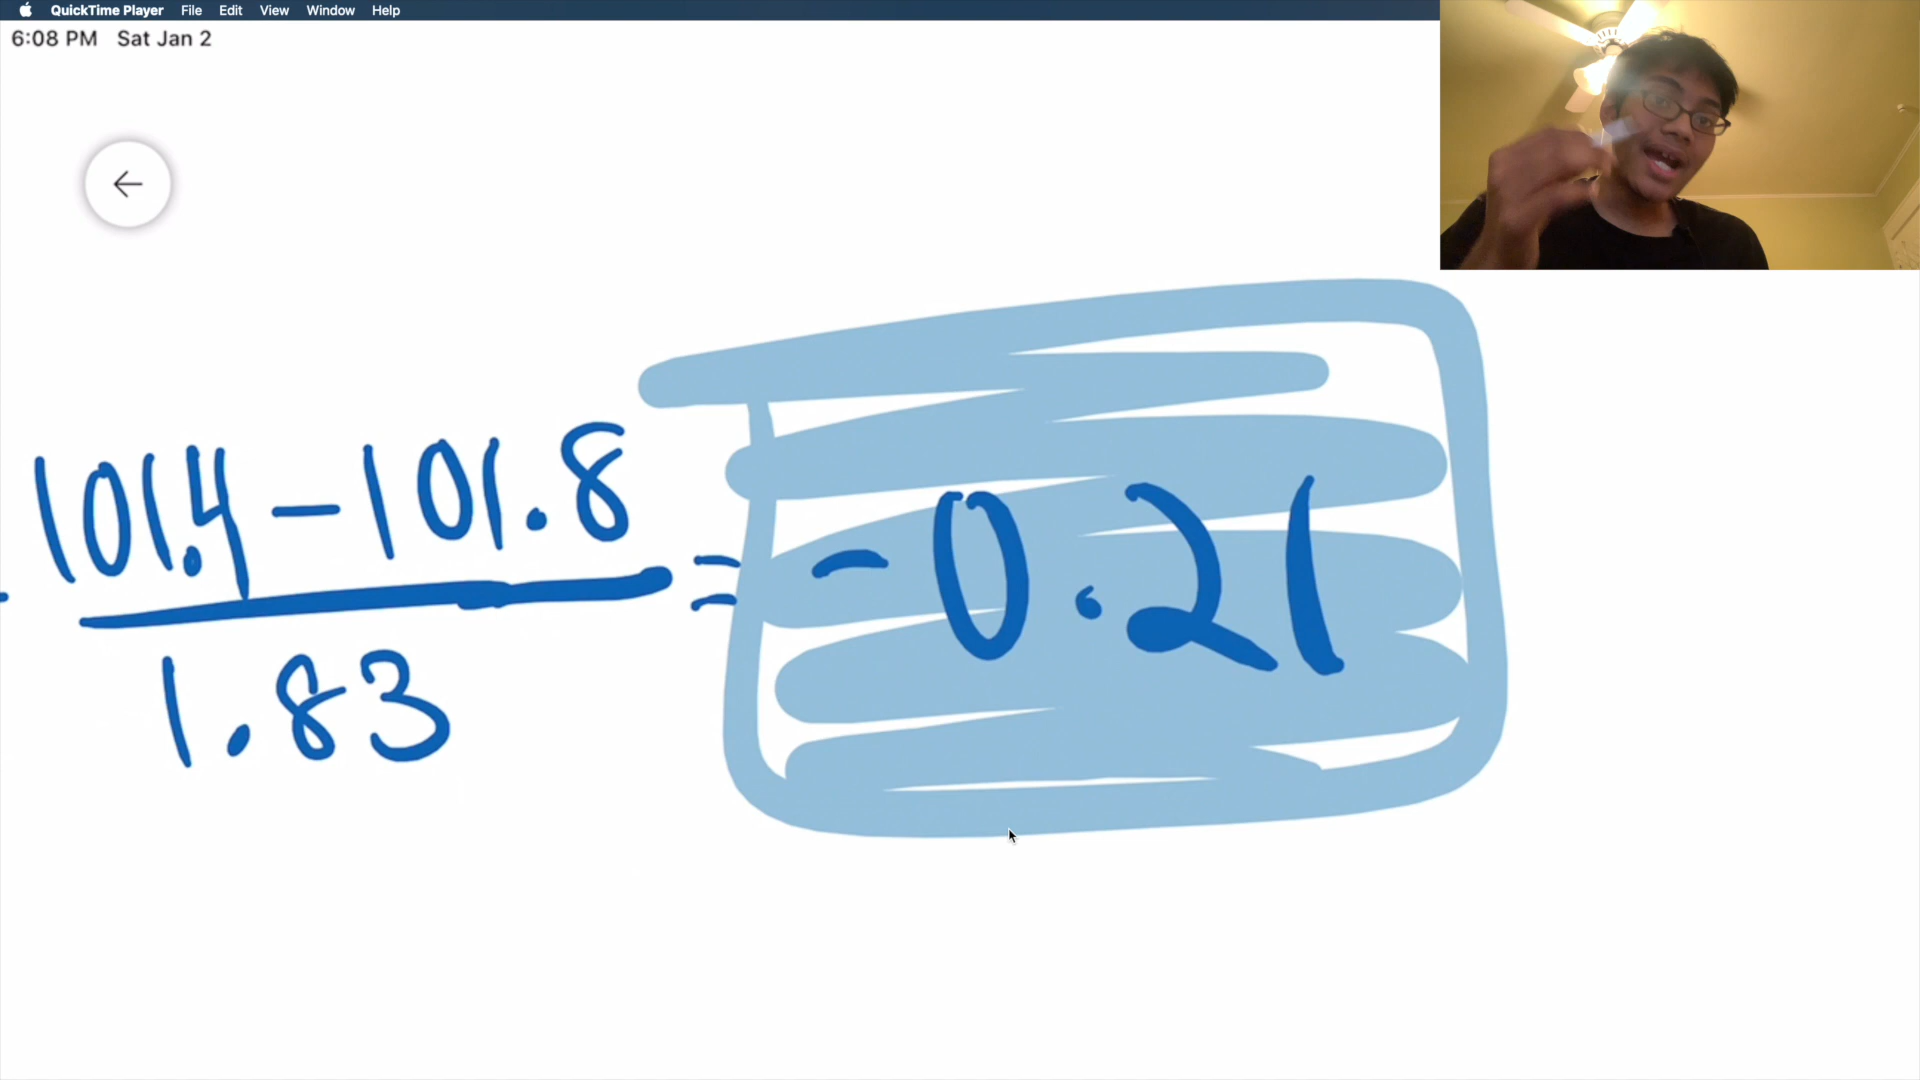 QuickTime Player File Edit View Window Help
6:08 PM Sat Jan 2
101.4 - 101.8
= -0.21
1.83